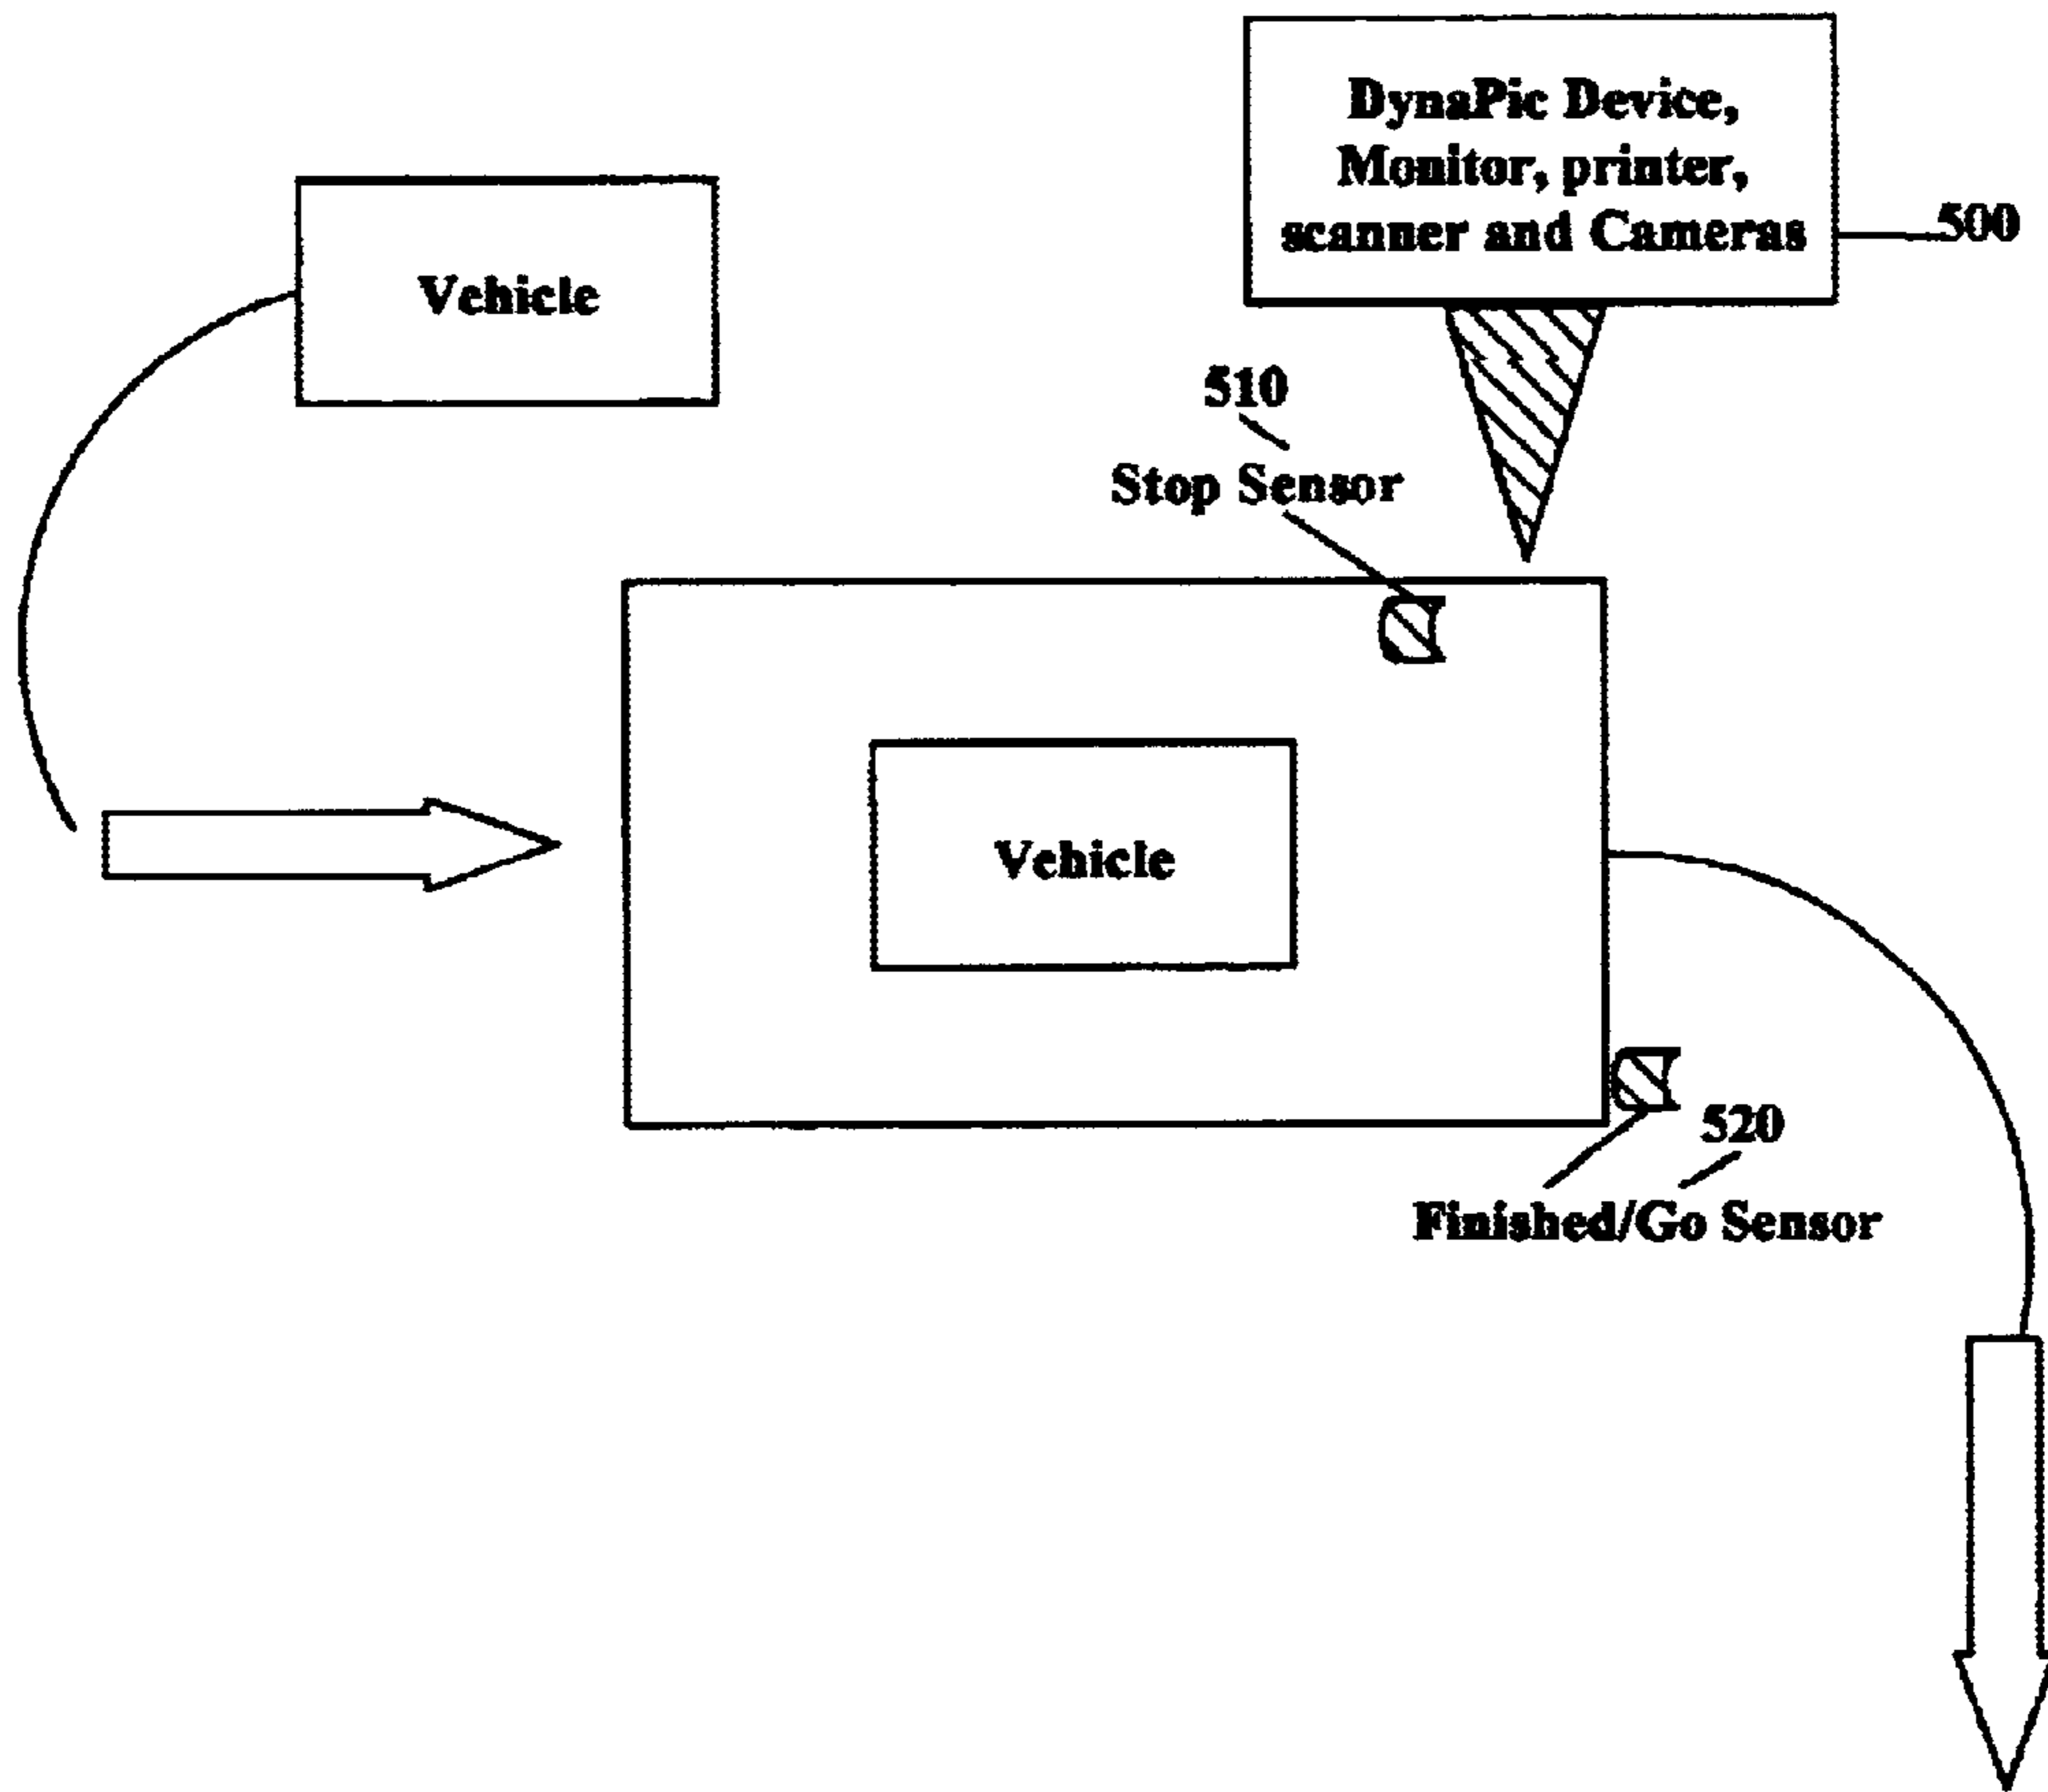 DynaPic Device,
Monitor, printer,
scanner and Cameras
500
Vehicle
510
Stop Sensor
Vehicle
520
Finished/Go Sensor